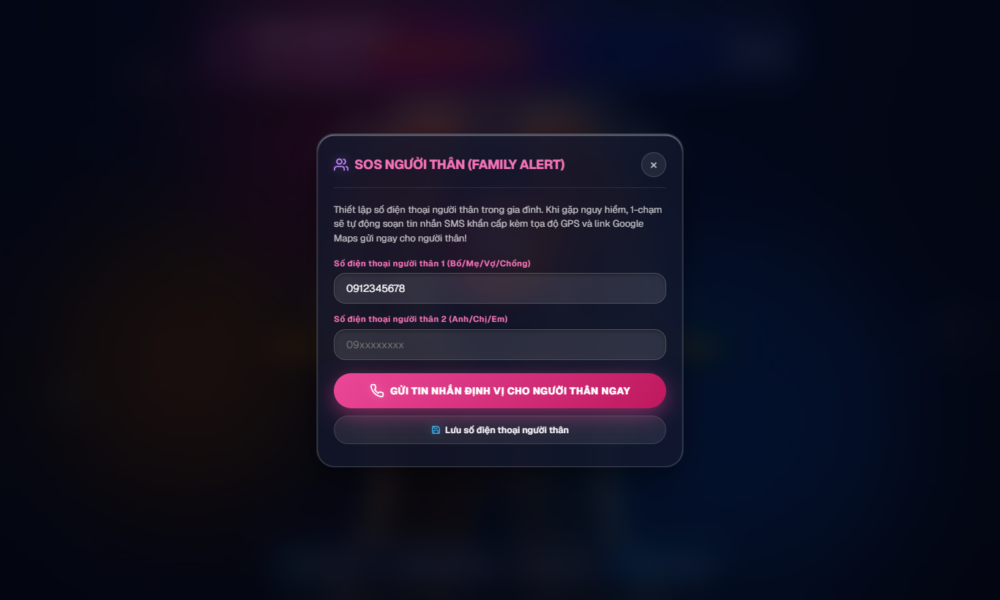 SOS NGƯỜI THÂN (FAMILY ALERT)
Thiết lập số điện thoại người thân trong gia đình. Khi gặp nguy hiểm, 1-chạm
sẽ tự động soạn tin nhắn SMS khẩn cấp kèm tọa độ GPS và link Google
Maps gửi ngay cho người thân!
Số điện thoại người thân 1 (Bố/Mẹ/Vợ/Chồng)
0912345678
Số điện thoại người thân 2 (Anh/Chị/Em)
09xxxxxxxx
GỬI TIN NHẮN ĐỊNH VỊ CHO NGƯỜI THÂN NGAY
Lưu số điện thoại người thân